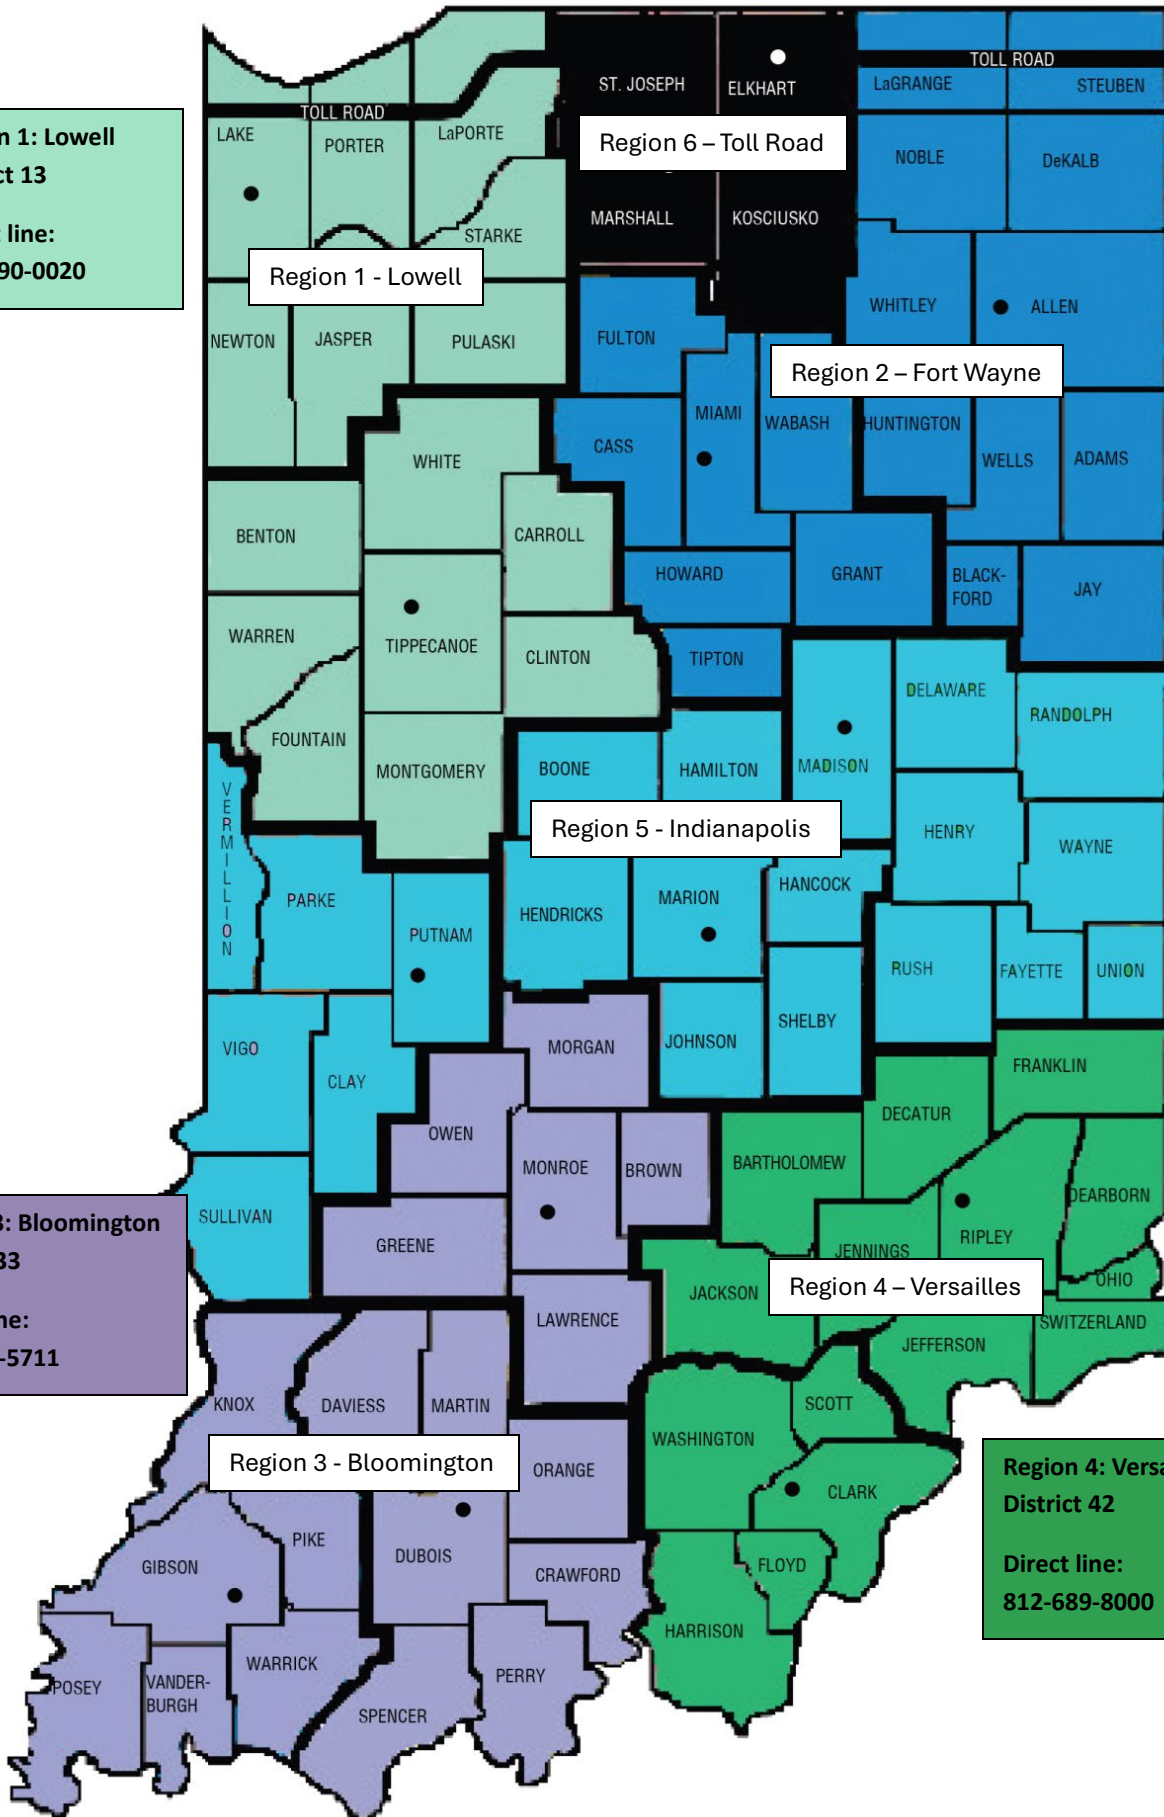 TOLL ROAD
ST. JOSEPH
ELKHART
LaGRANGE
STEUBEN
TOLL ROAD
LAKE
PORTER
LaPORTE
Region 6 – Toll Road
NOBLE
DeKALB
n 1: Lowell
ct 13
line:
90-0020
MARSHALL
KOSCIUSKO
STARKE
Region 1 - Lowell
WHITLEY
ALLEN
NEWTON
JASPER
PULASKI
FULTON
Region 2 – Fort Wayne
MIAMI
WABASH
HUNTINGTON
CASS
WHITE
WELLS
ADAMS
BENTON
CARROLL
HOWARD
GRANT
BLACK-
FORD
JAY
WARREN
TIPPECANOE
CLINTON
TIPTON
DELAWARE
RANDOLPH
FOUNTAIN
MONTGOMERY
BOONE
HAMILTON
MADISON
VERMILLION
Region 5 - Indianapolis
HENRY
WAYNE
PARKE
PUTNAM
HENDRICKS
MARION
HANCOCK
RUSH
FAYETTE
UNION
VIGO
CLAY
MORGAN
JOHNSON
SHELBY
FRANKLIN
DECATUR
OWEN
MONROE
BROWN
BARTHOLOMEW
DEARBORN
SULLIVAN
GREENE
JENNINGS
RIPLEY
OHIO
3: Bloomington
33
ne:
-5711
JACKSON
Region 4 – Versailles
LAWRENCE
JEFFERSON
SWITZERLAND
KNOX
DAVIESS
MARTIN
SCOTT
WASHINGTON
Region 3 - Bloomington
ORANGE
CLARK
Region 4: Versa
District 42
Direct line:
812-689-8000
PIKE
DUBOIS
GIBSON
CRAWFORD
FLOYD
HARRISON
POSEY
VANDER-
BURGH
WARRICK
SPENCER
PERRY